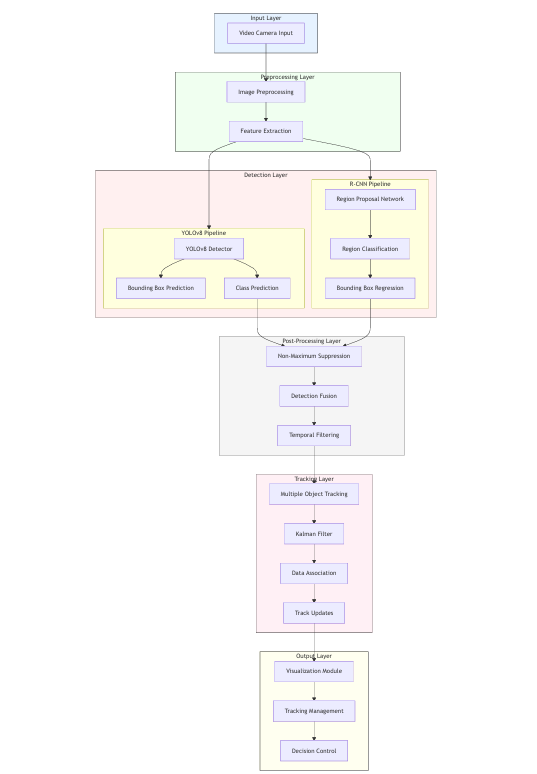 Input Layer
Video Camera Input
Preprocessing Layer
Image Preprocessing
Feature Extraction
Detection Layer
R-CNN Pipeline
Region Proposal Network
YOLOv8 Pipeline
YOLOv8 Detector
Region Classification
Bounding Box Prediction
Class Prediction
Bounding Box Regression
Post-Processing Layer
Non-Maximum Suppression
Detection Fusion
Temporal Filtering
Tracking Layer
Multiple Object Tracking
Kalman Filter
Data Association
Track Updates
Output Layer
Visualization Module
Tracking Management
Decision Control